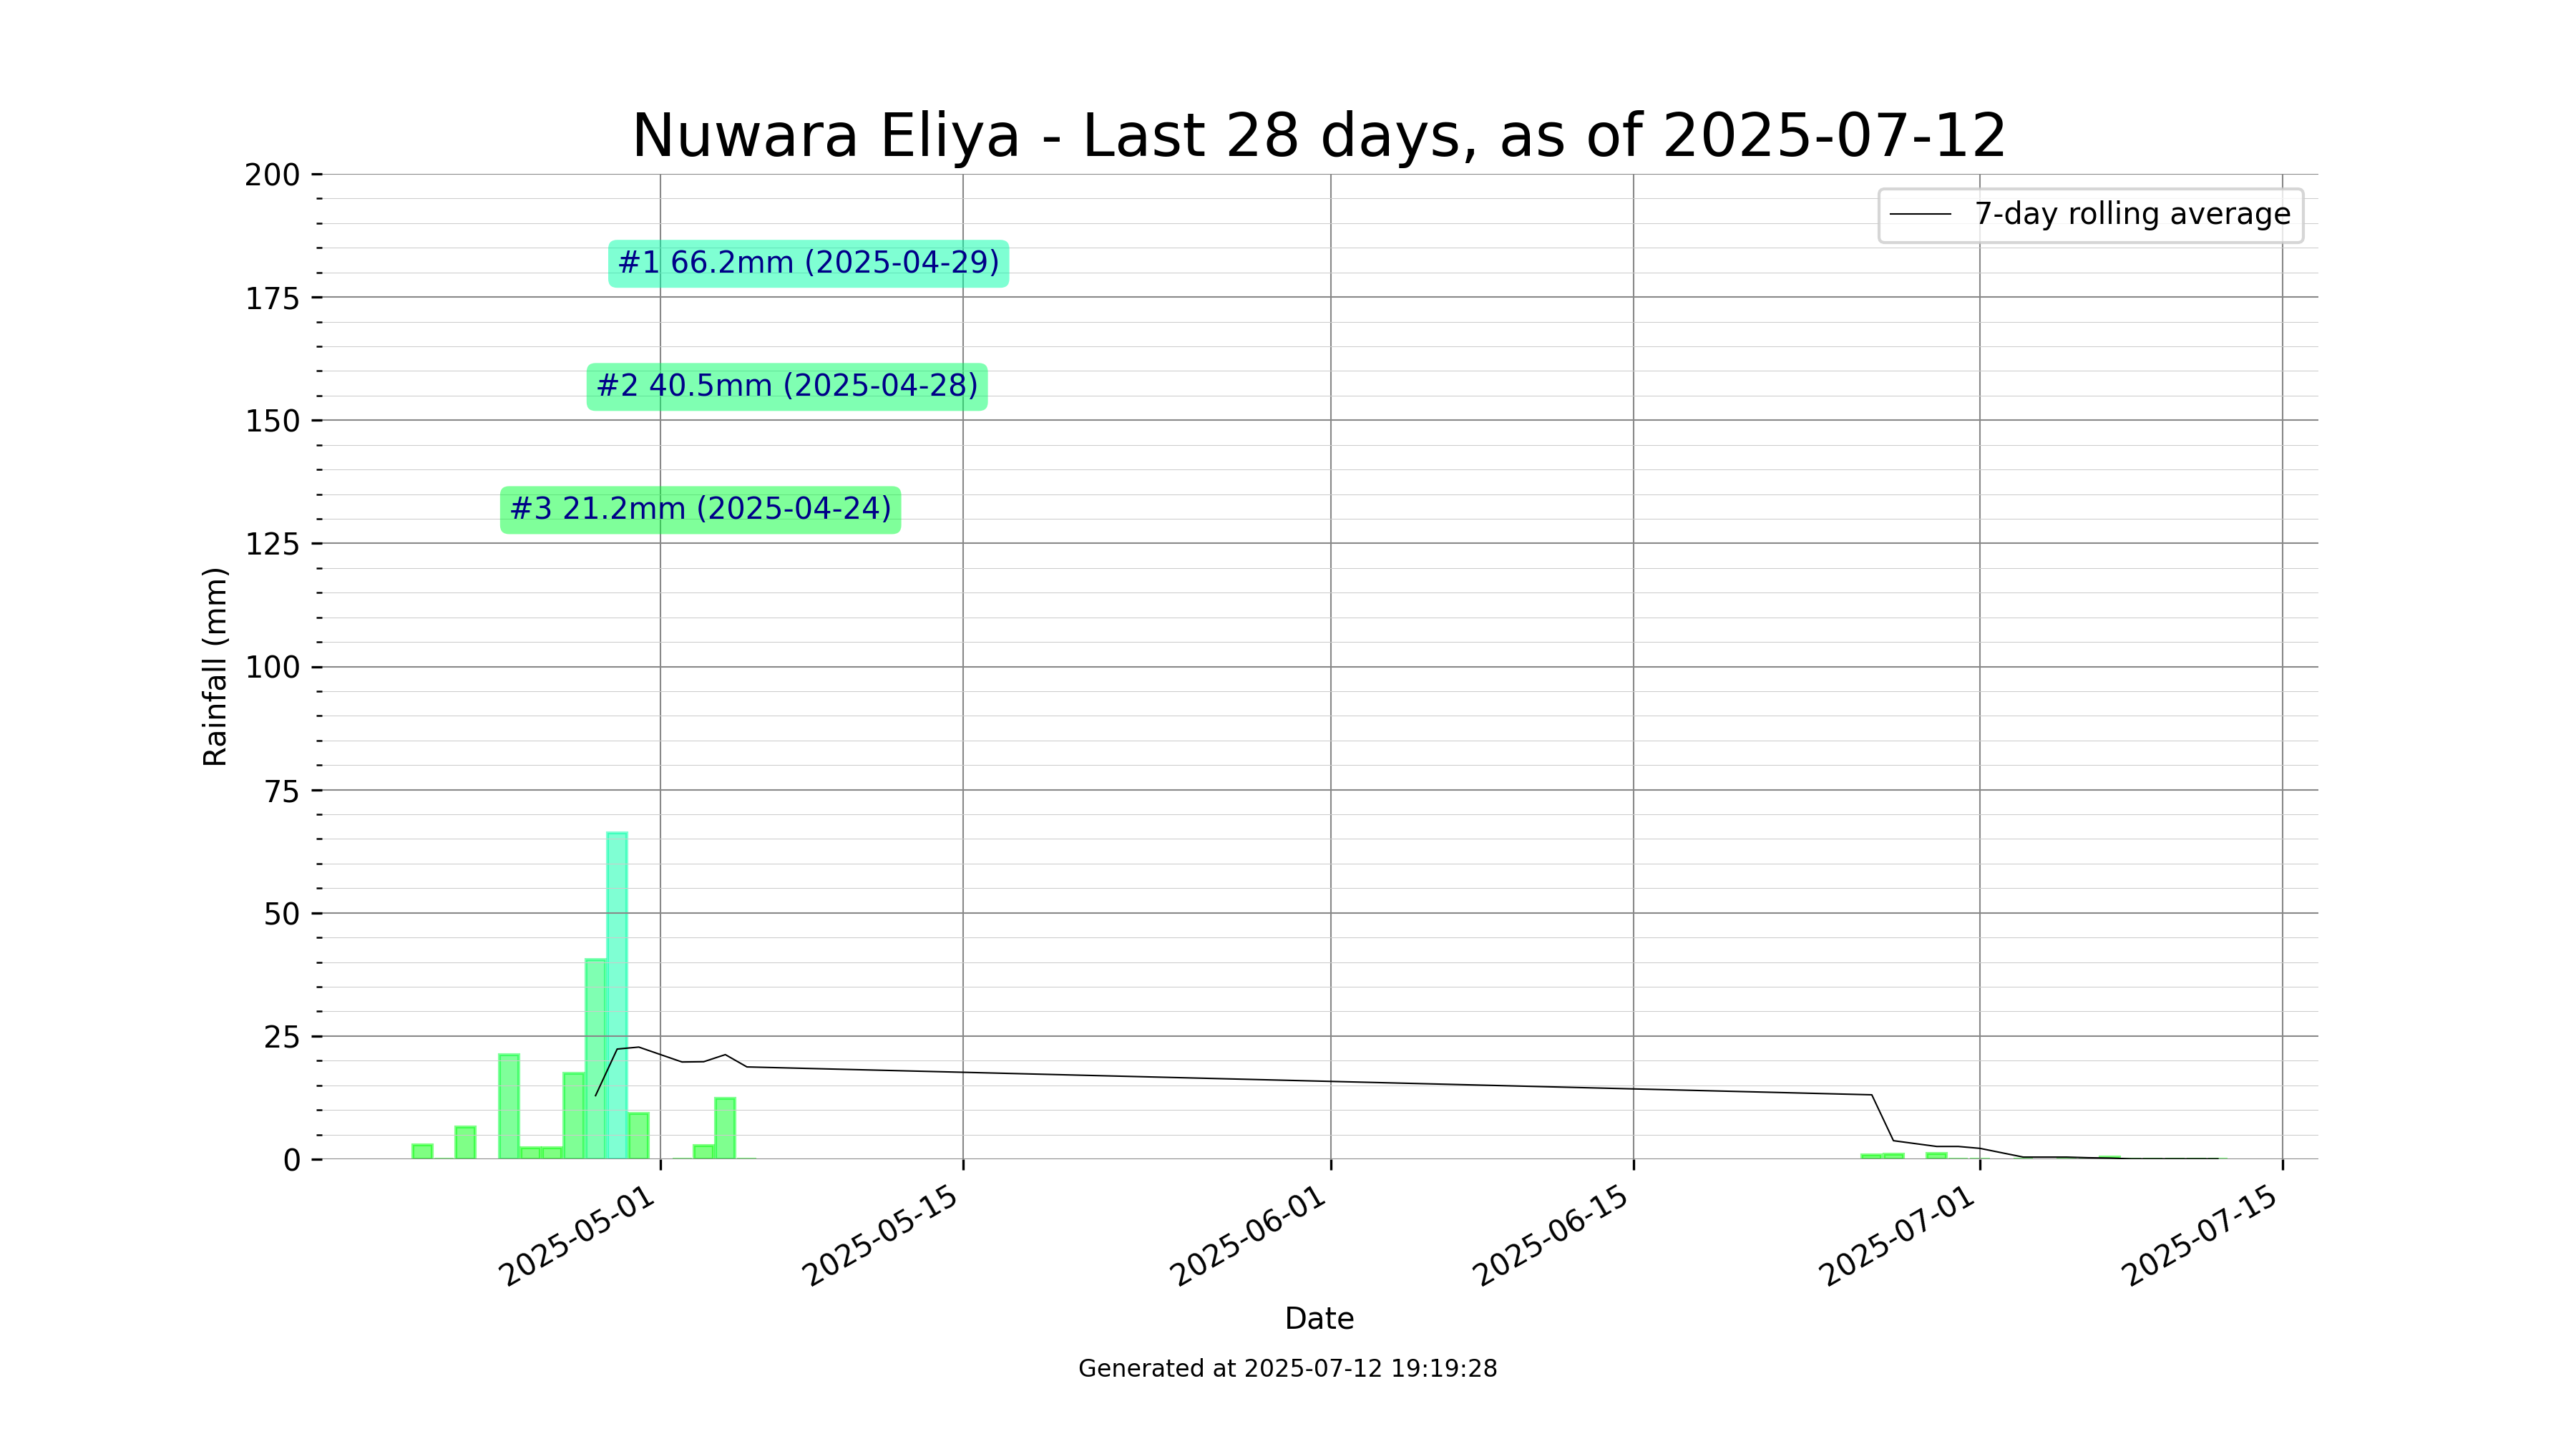 Nuwara Eliya - Last 28 days, as of 2025-07-12
200
175
150
125
100
75
50
25
0
Rainfall (mm)
7-day rolling average
#1 66.2mm (2025-04-29)
#2 40.5mm (2025-04-28)
#3 21.2mm (2025-04-24)
2025-05-01
2025-05-15
2025-06-01
2025-06-15
2025-07-01
2025-07-15
Date
Generated at 2025-07-12 19:19:28